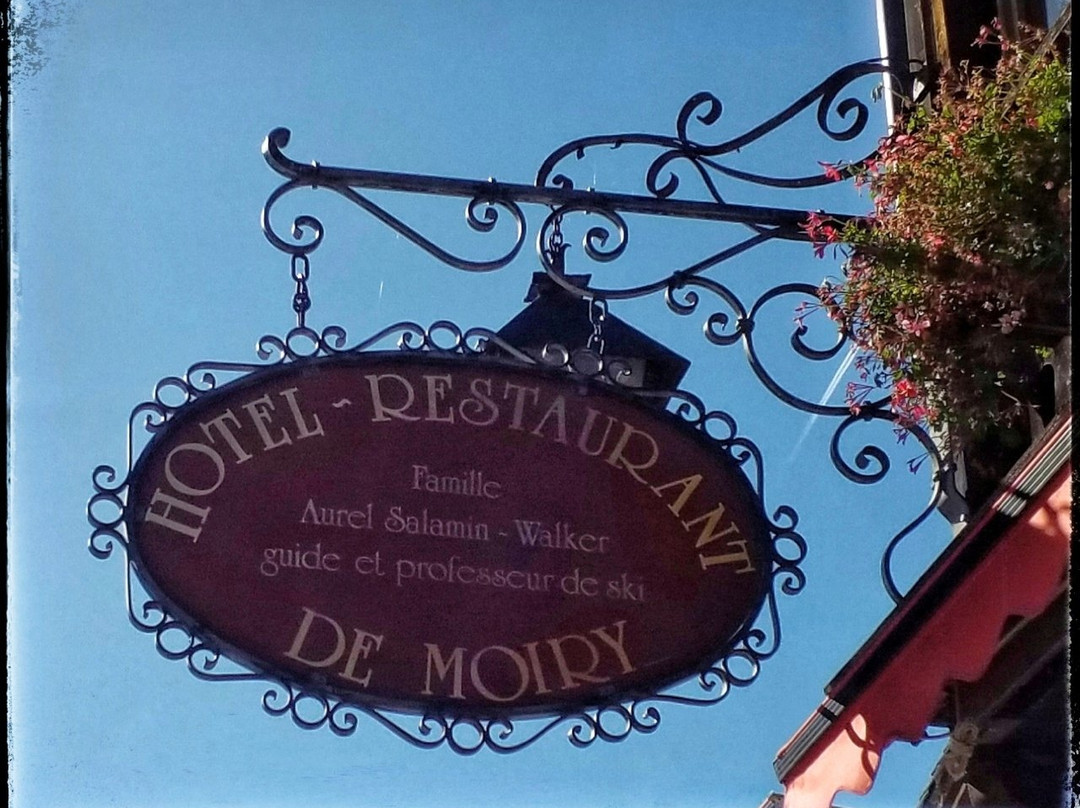 HOTEL - RESTAURANT
Famille
Aurel Salamin - Walker
guide et professeur de ski
DE MOIRY